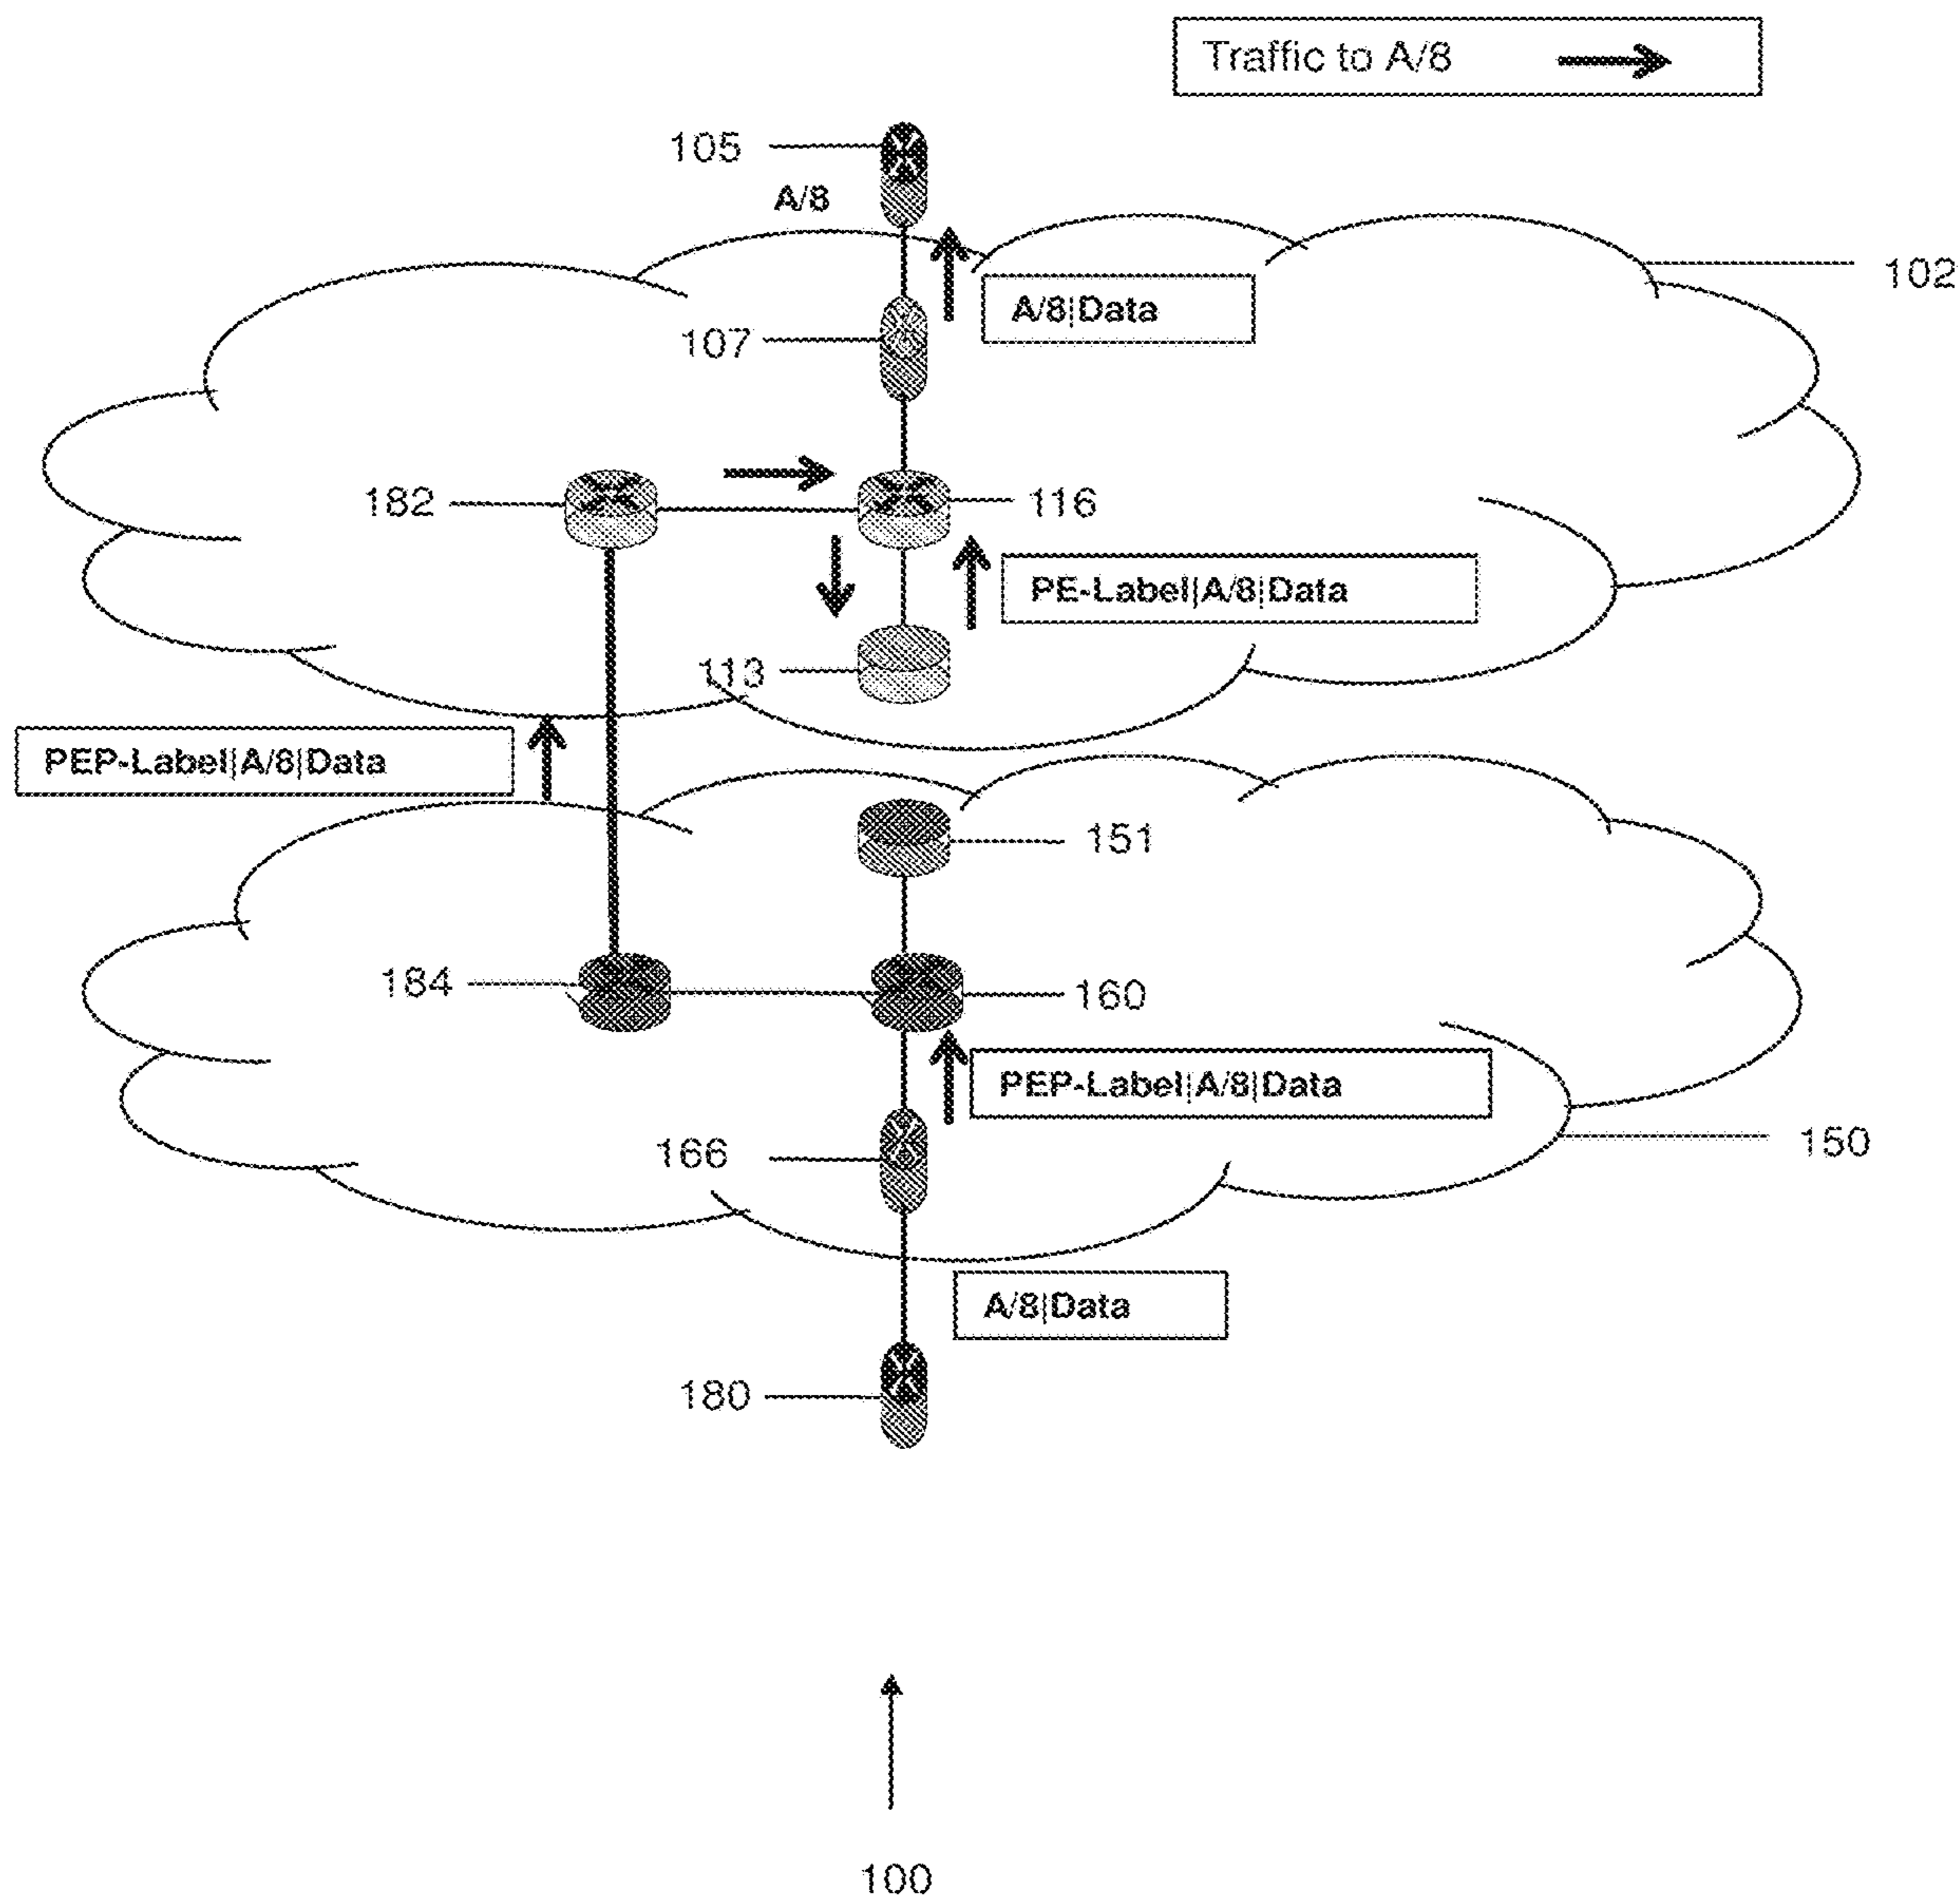 Traffic to A/8
105
A/8
102
A/8|Data
107
182
116
PE-Label|A/8|Data
113
PEP-Label|A/8|Data
151
184
160
PEP-Label|A/8|Data
166
150
A/8|Data
180
100